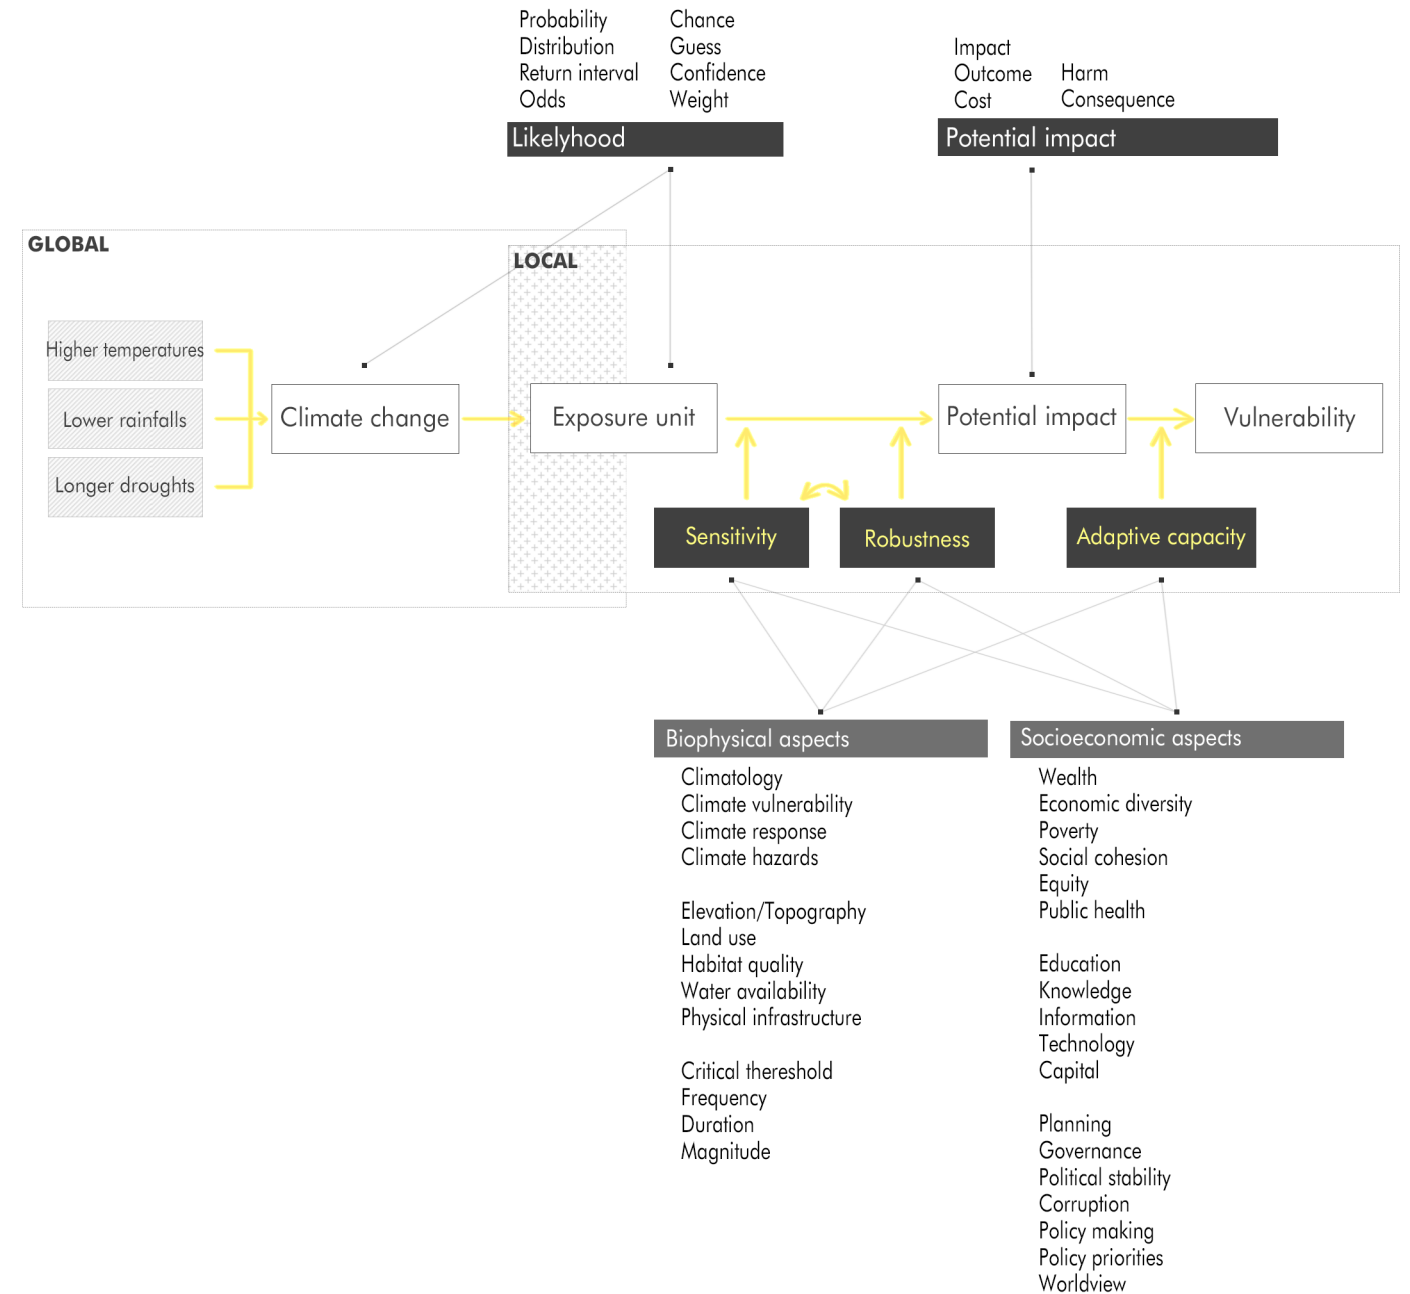 Probability
Distribution
Return interval
Odds
Chance
Guess
Confidence
Weight
Likelyhood
Impact
Outcome
Cost
Harm
Consequence
Potential impact
GLOBAL
LOCAL
Higher temperatures
Lower rainfalls
Longer droughts
Climate change
Exposure unit
Potential impact
Vulnerability
Sensitivity
Robustness
Adaptive capacity
Biophysical aspects
Climatology
Climate vulnerability
Climate response
Climate hazards
Elevation/Topography
Land use
Habitat quality
Water availability
Physical infrastructure
Critical thereshold
Frequency
Duration
Magnitude
Socioeconomic aspects
Wealth
Economic diversity
Poverty
Social cohesion
Equity
Public health
Education
Knowledge
Information
Technology
Capital
Planning
Governance
Political stability
Corruption
Policy making
Policy priorities
Worldview